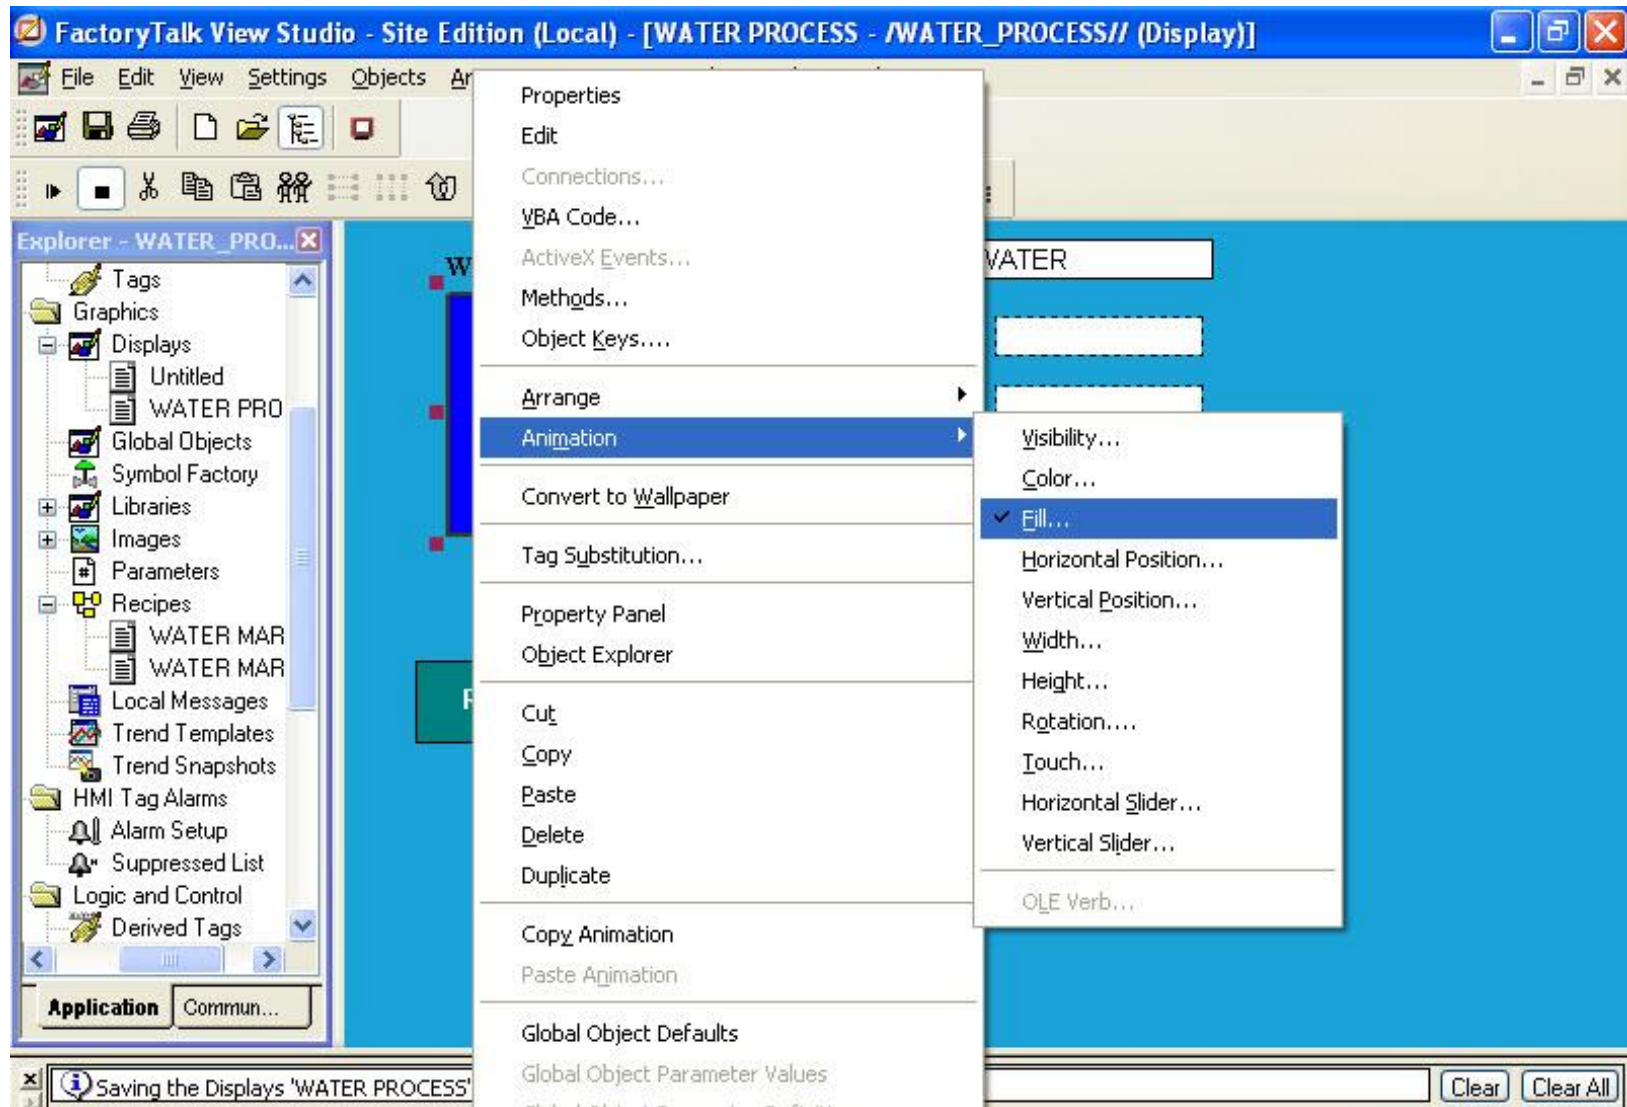 FactoryTalk View Studio - Site Edition (Local) - [WATER PROCESS - /WATER_PROCESS// (Display)]
File Edit View Settings Objects
Explorer - WATER_PRO...
Tags
Graphics
Displays
Untitled
WATER PRO
Global Objects
Symbol Factory
Libraries
Images
Parameters
Recipes
WATER MAR
WATER MAR
Local Messages
Trend Templates
Trend Snapshots
HMI Tag Alarms
Alarm Setup
Suppressed List
Logic and Control
Derived Tags
Application Commun...
W
VATER
Properties
Edit
Connections...
VBA Code...
ActiveX Events...
Methods...
Object Keys....
Arrange
Animation
Convert to Wallpaper
Tag Substitution...
Property Panel
Object Explorer
Cut
Copy
Paste
Delete
Duplicate
Copy Animation
Paste Animation
Global Object Defaults
Global Object Parameter Values
Visibility...
Color...
Fill...
Horizontal Position...
Vertical Position...
Width...
Height...
Rotation....
Touch...
Horizontal Slider...
Vertical Slider...
OLE Verb...
Saving the Displays 'WATER PROCESS'
Clear Clear All